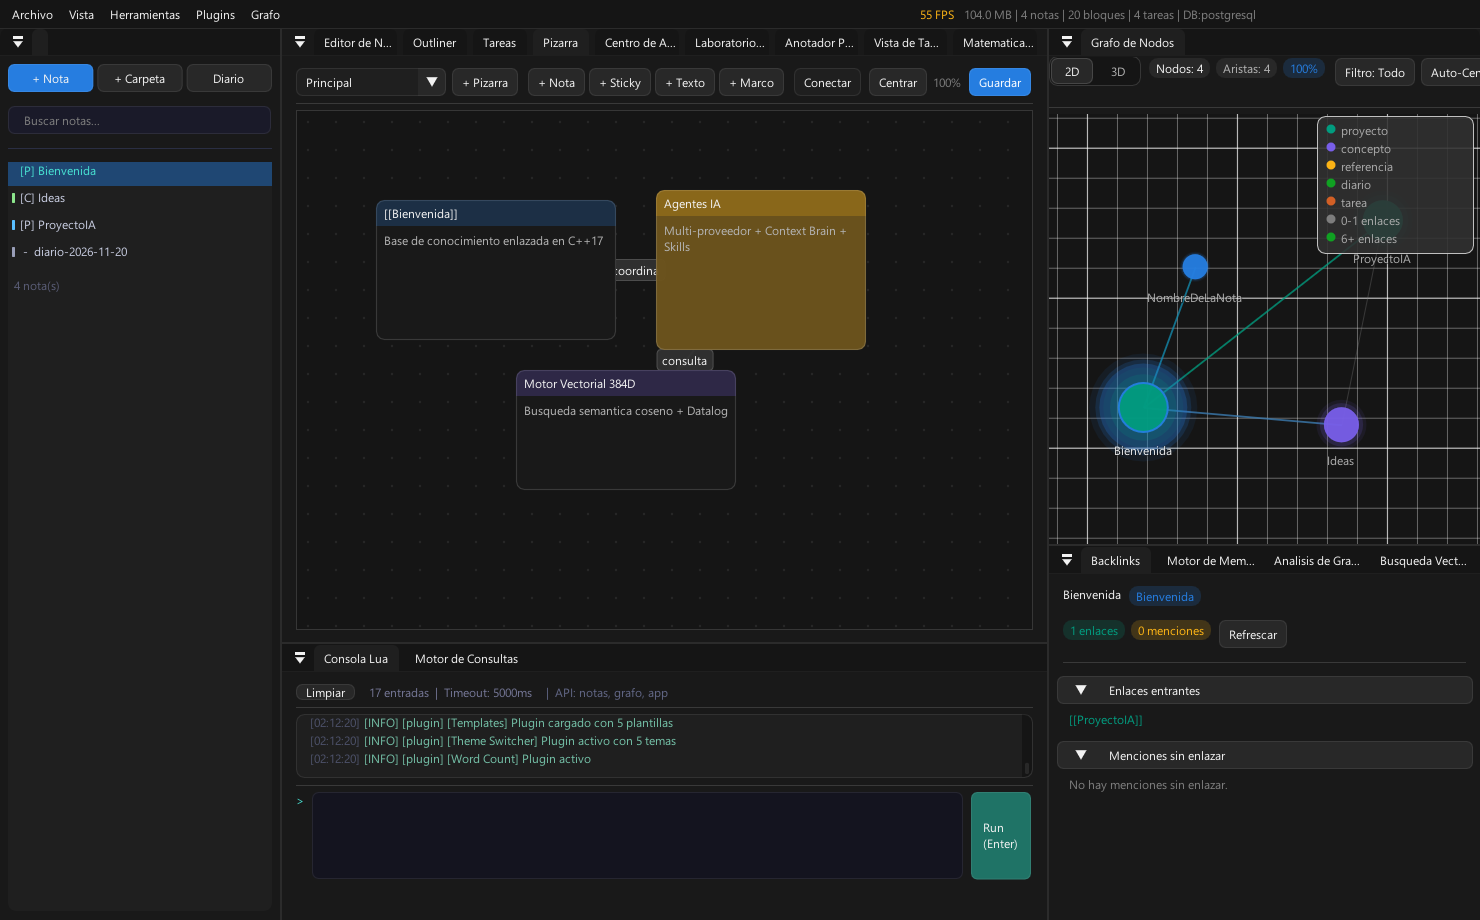 Archivo Vista Herramientas Plugins Grafo
55 FPS 104.0 MB | 4 notas | 20 bloques | 4 tareas | DB:postgresql
+ Nota + Carpeta Diario
Buscar notas...
[P] Bienvenida
[C] Ideas
[P] ProyectoIA
- diario-2026-11-20
4 nota(s)
Editor de N... Outliner Tareas Pizarra Centro de A... Laboratorio... Anotador P... Vista de Ta... Matematica...
Principal + Pizarra + Nota + Sticky + Texto + Marco Conectar Centrar 100% Guardar
[[Bienvenida]]
Base de conocimiento enlazada en C++17
coordina
Agentes IA
Multi-proveedor + Context Brain +
Skills
consulta
Motor Vectorial 384D
Busqueda semantica coseno + Datalog
Consola Lua Motor de Consultas
Limpiar 17 entradas | Timeout: 5000ms | API: notas, grafo, app
[02:12:20] [INFO] [plugin] [Templates] Plugin cargado con 5 plantillas
[02:12:20] [INFO] [plugin] [Theme Switcher] Plugin activo con 5 temas
[02:12:20] [INFO] [plugin] [Word Count] Plugin activo
>
Run
(Enter)
Grafo de Nodos
2D 3D Nodos: 4 Aristas: 4 100% Filtro: Todo Auto-Cen
proyecto
concepto
referencia
diario
tarea
0-1 enlaces
6+ enlaces
ProyectoIA
NombreDeLaNota
Bienvenida
Ideas
Backlinks Motor de Mem... Analisis de Gra... Busqueda Vect...
Bienvenida Bienvenida
1 enlaces 0 menciones Refrescar
Enlaces entrantes
[[ProyectoIA]]
Menciones sin enlazar
No hay menciones sin enlazar.